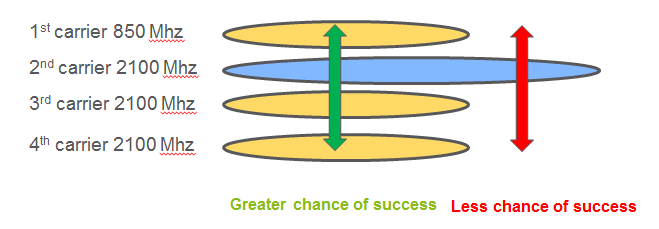 1st carrier 850 Mhz
2nd carrier 2100 Mhz
3rd carrier 2100 Mhz
4th carrier 2100 Mhz
Greater chance of success Less chance of success